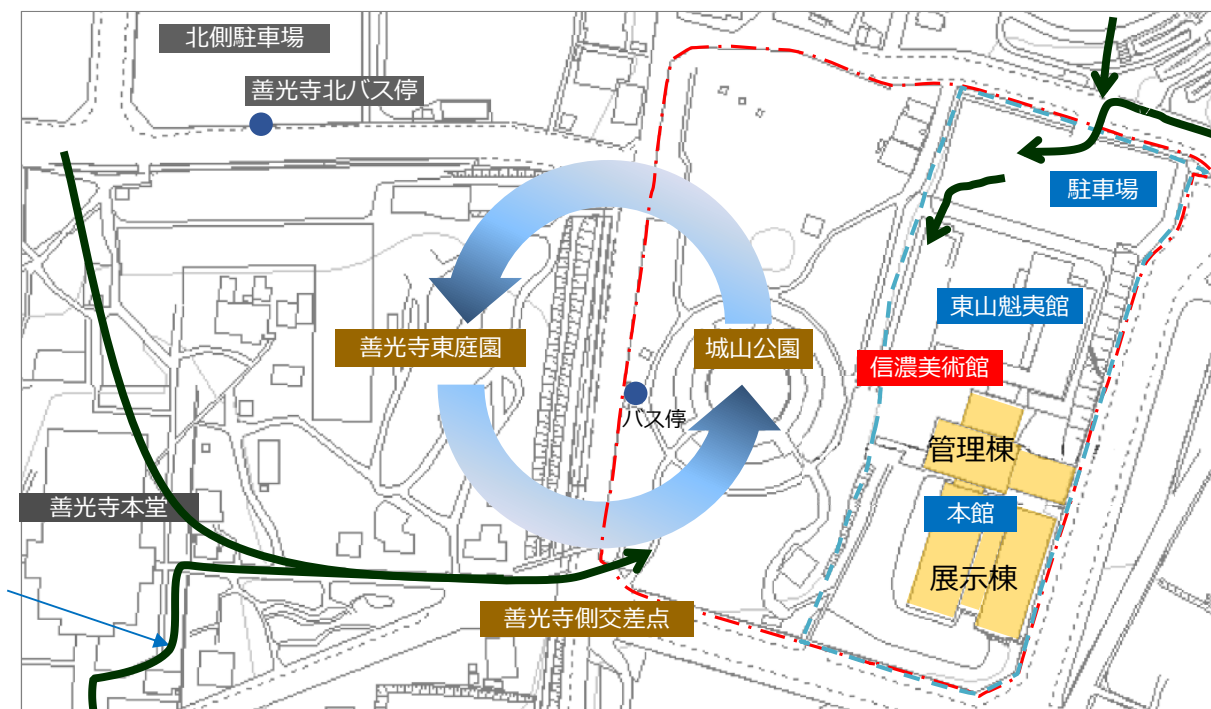 北側駐車場
善光寺北バス停
駐車場
東山魁夷館
善光寺東庭園
城山公園
信濃美術館
バス停
管理棟
善光寺本堂
本館
展示棟
善光寺側交差点